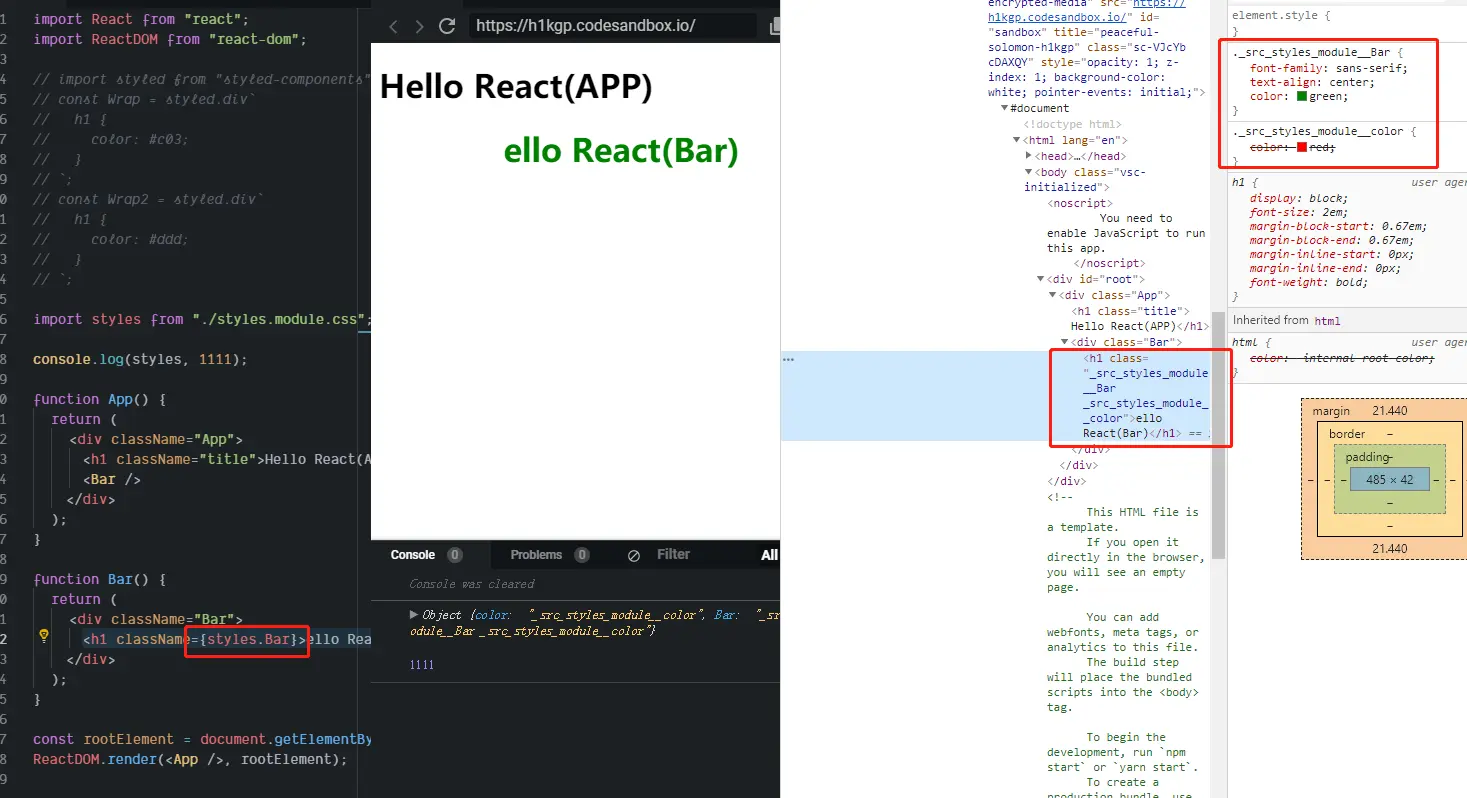 import React from "react";
import ReactDOM from "react-dom";
// import styled from "styled-components"
// const Wrap = styled.div`
//   h1 {
//     color: #c03;
//   }
// `;
// const Wrap2 = styled.div`
//   h1 {
//     color: #ddd;
//   }
// `;
import styles from "./styles.module.css";
console.log(styles, 1111);
function App() {
return (
<div className="App">
<h1 className="title">Hello React(A
<Bar />
</div>
);
}
function Bar() {
return (
<div className="Bar">
<h1 className={styles.Bar}>ello Rea
</div>
);
}
const rootElement = document.getElementBy
ReactDOM.render(<App />, rootElement);
https://h1kgp.codesandbox.io/
Hello React(APP)
ello React(Bar)
Console 0 Problems 0 Filter All
Console was cleared
▶ Object {color: "_src_styles_module__color", Bar: "_sr
odule__Bar _src_styles_module__color"}
1111
encrypted-media" src="https://
h1kgp.codesandbox.io/" id=
"sandbox" title="peaceful-
solomon-h1kgp" class="sc-VJcYb
cDAXQY" style="opacity: 1; z-
index: 1; background-color:
white; pointer-events: initial;">
▼#document
<!doctype html>
▼<html lang="en">
▶<head>…</head>
▼<body class="vsc-
initialized">
<noscript>
You need to
enable JavaScript to run
this app.
</noscript>
▼<div id="root">
▼<div class="App">
<h1 class="title">
Hello React(APP)</h1>
▼<div class="Bar">
<h1 class=
"_src_styles_module
__Bar
_src_styles_module_
_color">ello
React(Bar)</h1> ==
</div>
</div>
</div>
<!--
This HTML file is
a template.
If you open it
directly in the browser,
you will see an empty
page.
You can add
webfonts, meta tags, or
analytics to this file.
The build step
will place the bundled
scripts into the <body>
tag.
To begin the
development, run `npm
start` or `yarn start`.
To create a
production bundle, use
element.style {
}
._src_styles_module__Bar {
font-family: sans-serif;
text-align: center;
color: green;
}
._src_styles_module__color {
color: red;
}
h1 { user agen
display: block;
font-size: 2em;
margin-block-start: 0.67em;
margin-block-end: 0.67em;
margin-inline-start: 0px;
margin-inline-end: 0px;
font-weight: bold;
}
Inherited from html
html { user agen
color: -internal-root-color;
}
margin 21.440
border –
padding –
– – – 485 × 42 – – –
–
–
21.440